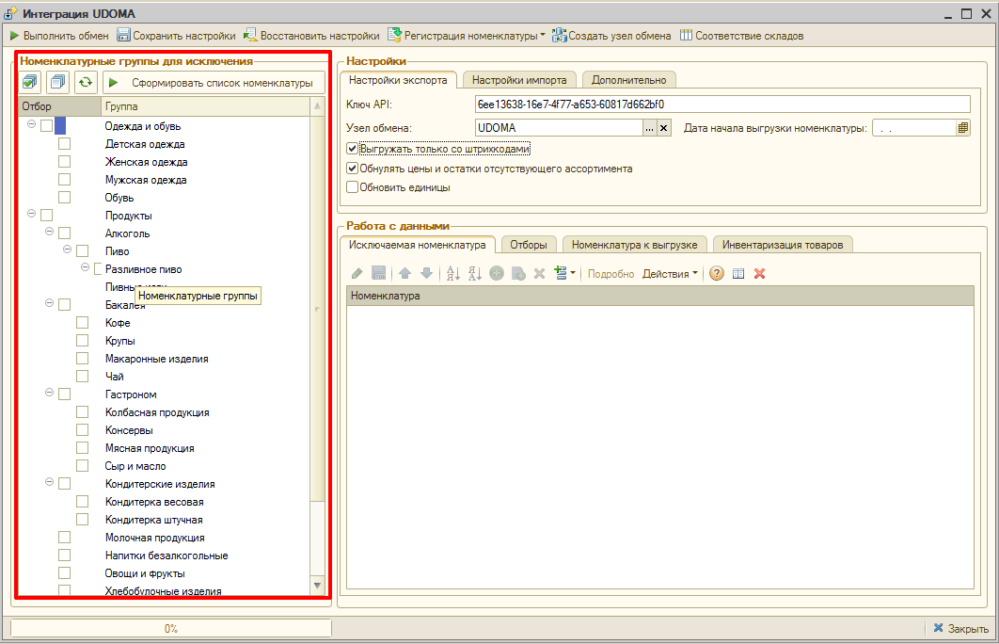 Интеграция UDOMA
Выполнить обмен Сохранить настройки Восстановить настройки Регистрация номенклатуры Создать узел обмена Соответствие складов
Номенклатурные группы для исключения
Сформировать список номенклатуры
Отбор Группа
Одежда и обувь
Детская одежда
Женская одежда
Мужская одежда
Обувь
Продукты
Алкоголь
Пиво
Разливное пиво
Номенклатурные группы
Бакалея
Кофе
Крупы
Макаронные изделия
Чай
Гастроном
Колбасная продукция
Консервы
Мясная продукция
Сыр и масло
Кондитерские изделия
Кондитерка весовая
Кондитерка штучная
Молочная продукция
Напитки безалкогольные
Овощи и фрукты
Хлебобулочные изделия
0%
Настройки
Настройки экспорта Настройки импорта Дополнительно
Ключ API: 6ee13638-16e7-4f77-a653-60817d662bf0
Узел обмена: UDOMA ... x Дата начала выгрузки номенклатуры: . .
Выгружать только со штрихкодами
Обнулять цены и остатки отсутствующего ассортимента
Обновить единицы
Работа с данными
Исключаемая номенклатура Отборы Номенклатура к выгрузке Инвентаризация товаров
Подробно Действия
Номенклатура
Закрыть